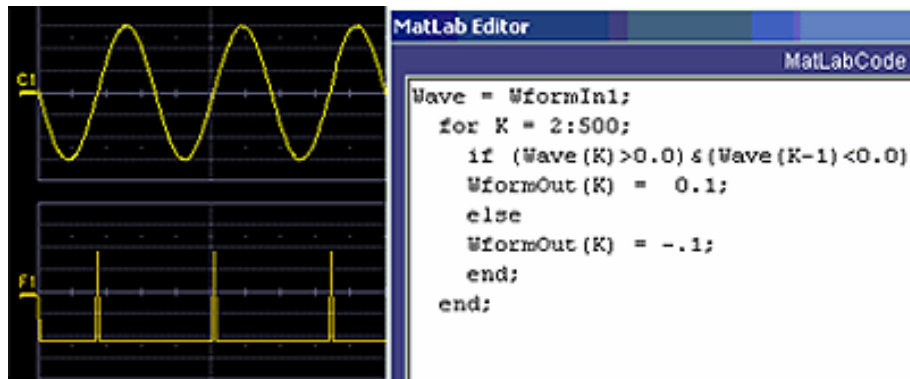 C1
F1
MatLab Editor
MatLabCode
Wave = WformIn1;
for K = 2:500;
if (Wave(K)>0.0)&(Wave(K-1)<0.0)
WformOut(K) = 0.1;
else
WformOut(K) = -.1;
end;
end;